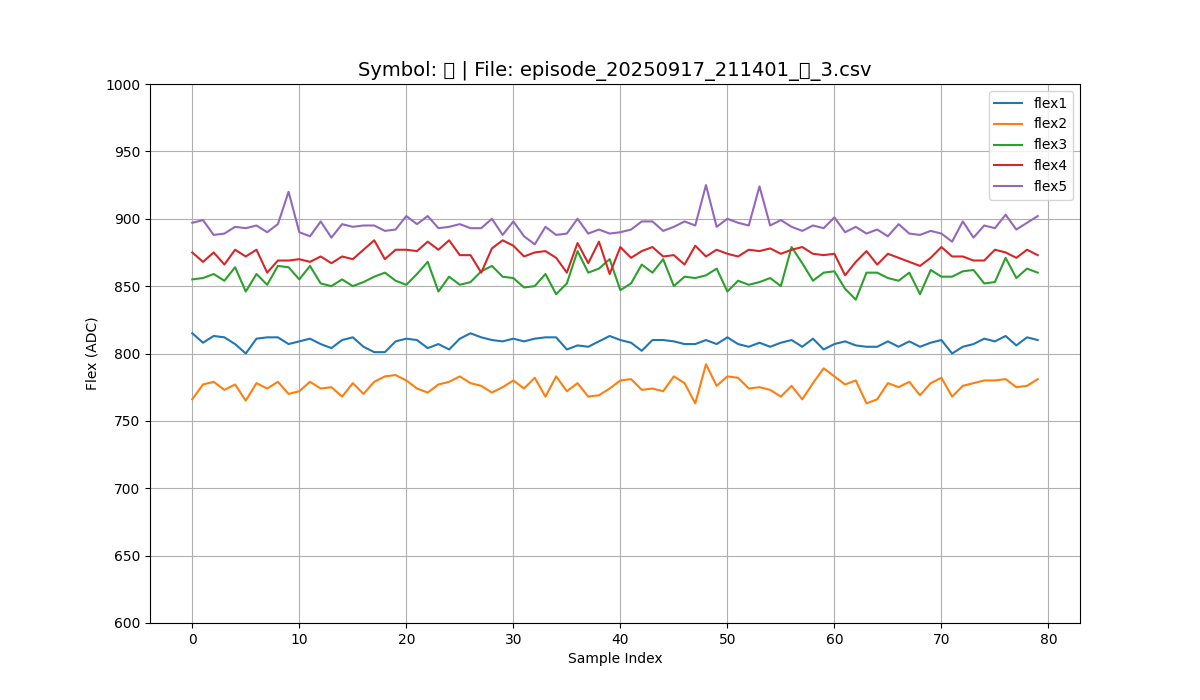 Symbol: | File: episode_20250917_211401_ _3.csv
1000
950
900
850
800
750
700
650
600
Flex (ADC)
0 10 20 30 40 50 60 70 80
Sample Index
flex1
flex2
flex3
flex4
flex5